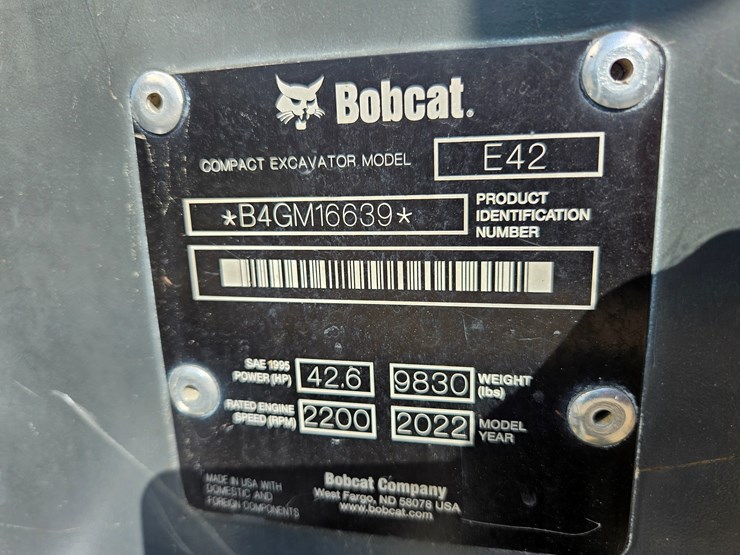 Bobcat.
COMPACT EXCAVATOR MODEL E42
*B4GM16639*
PRODUCT
IDENTIFICATION
NUMBER
SAE 1995
POWER (HP) 42.6
9830 WEIGHT
(lbs)
RATED ENGINE
SPEED (RPM) 2200
2022 MODEL
YEAR
MADE IN USA WITH
DOMESTIC AND
FOREIGN COMPONENTS
Bobcat Company
West Fargo, ND 58078 USA
www.bobcat.com